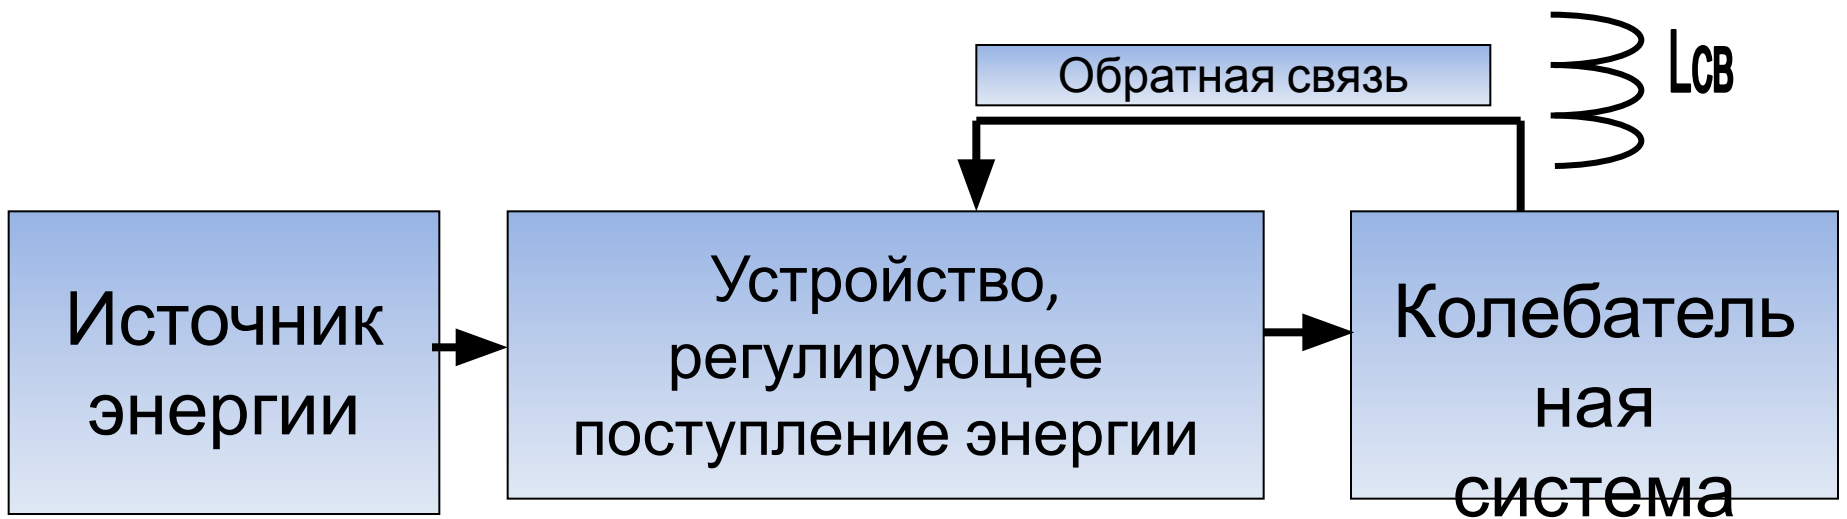 Обратная связь
Lсв
Источник
энергии
Устройство,
регулирующее
поступление энергии
Колебатель
ная
система